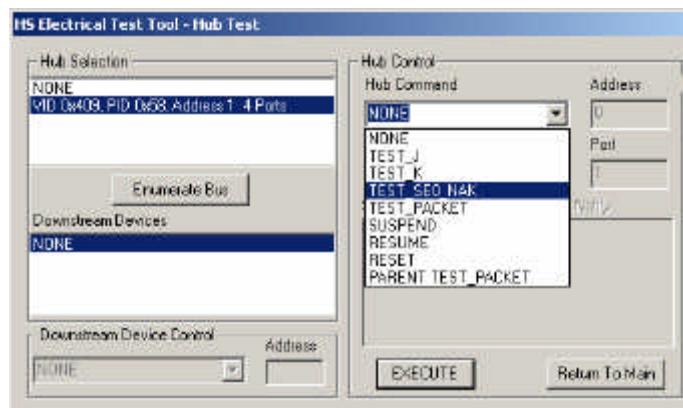 HS Electrical Test Tool - Hub Test
Hub Selection
NONE
VID 0x409, PID 0x58, Address 1, 4 Ports
Enumerate Bus
Downstream Devices
NONE
Downstream Device Control
Address
NONE
Hub Control
Hub Command
Address
NONE
0
Port
1
NONE
TEST_J
TEST_K
TEST_SE0_NAK
TEST_PACKET
SUSPEND
RESUME
RESET
PARENT TEST_PACKET
EXECUTE
Return To Main